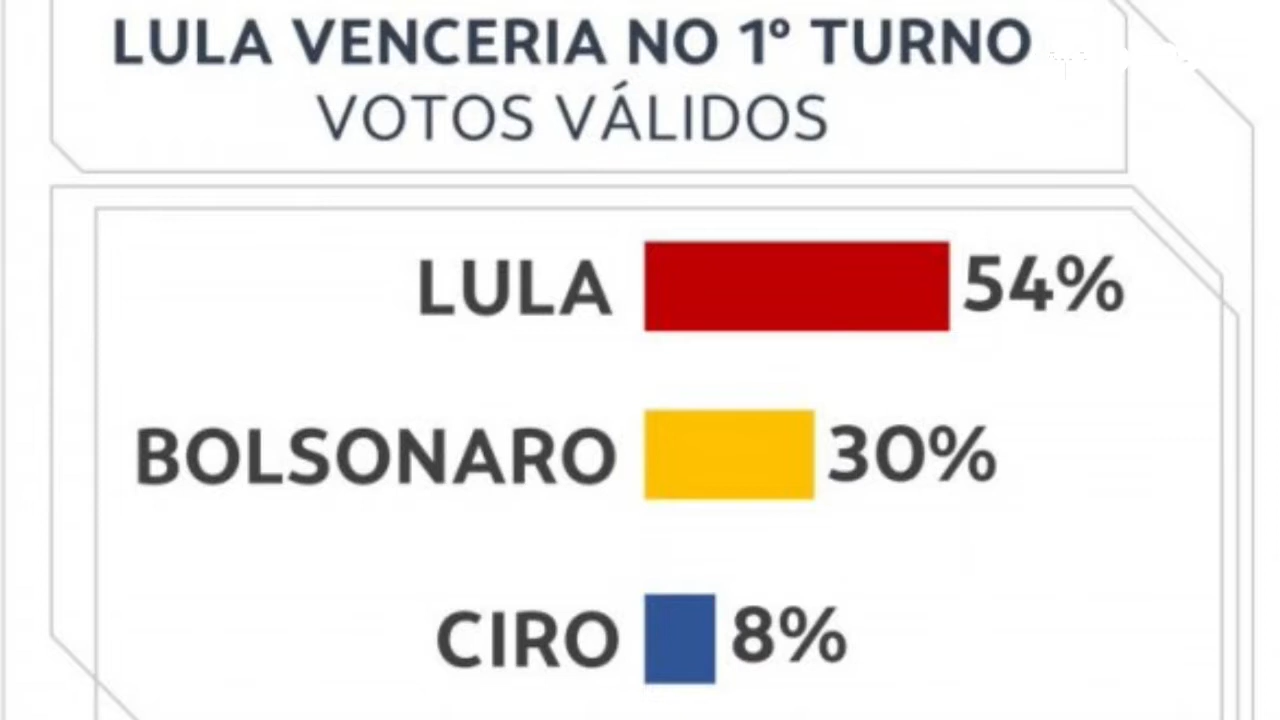 LULA VENCERIA NO 1º TURNO
VOTOS VÁLIDOS
LULA 54%
BOLSONARO 30%
CIRO 8%